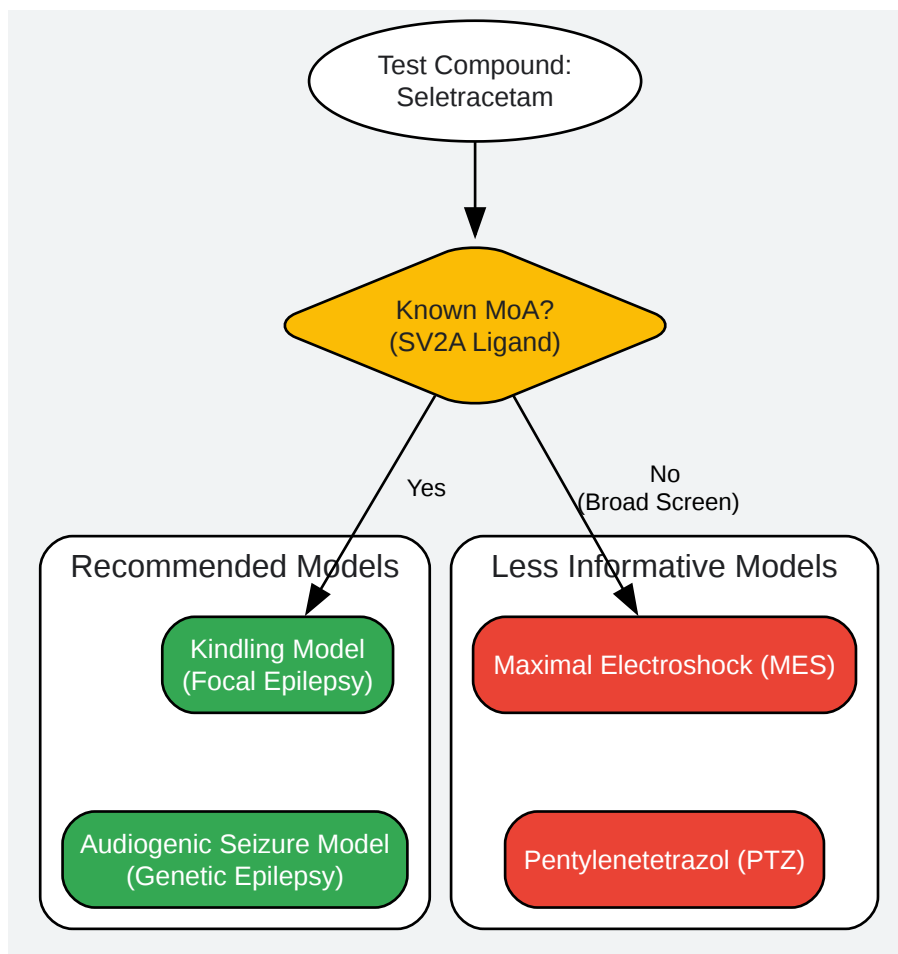 Test Compound:
Seletracetam
Known MoA?
(SV2A Ligand)
Yes
No
(Broad Screen)
Recommended Models
Kindling Model
(Focal Epilepsy)
Audiogenic Seizure Model
(Genetic Epilepsy)
Less Informative Models
Maximal Electroshock (MES)
Pentylenetetrazol (PTZ)